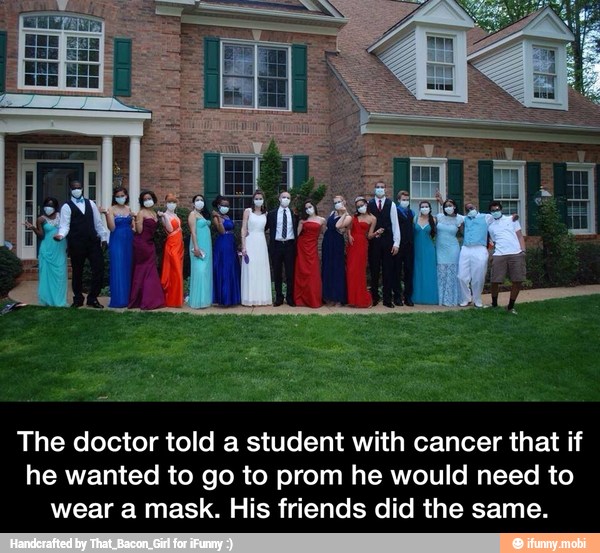 The doctor told a student with cancer that if
he wanted to go to prom he would need to
wear a mask. His friends did the same.
Handcrafted by That_Bacon_Girl for iFunny :)
ifunny.mobi